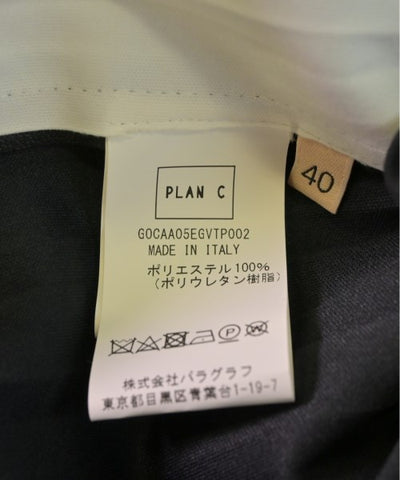 PLAN C
40
GOCAA05EGVTP002
MADE IN ITALY
ポリエステル100%
(ポリウレタン樹脂)
株式会社パラグラフ
東京都目黒区青葉台1-19-7